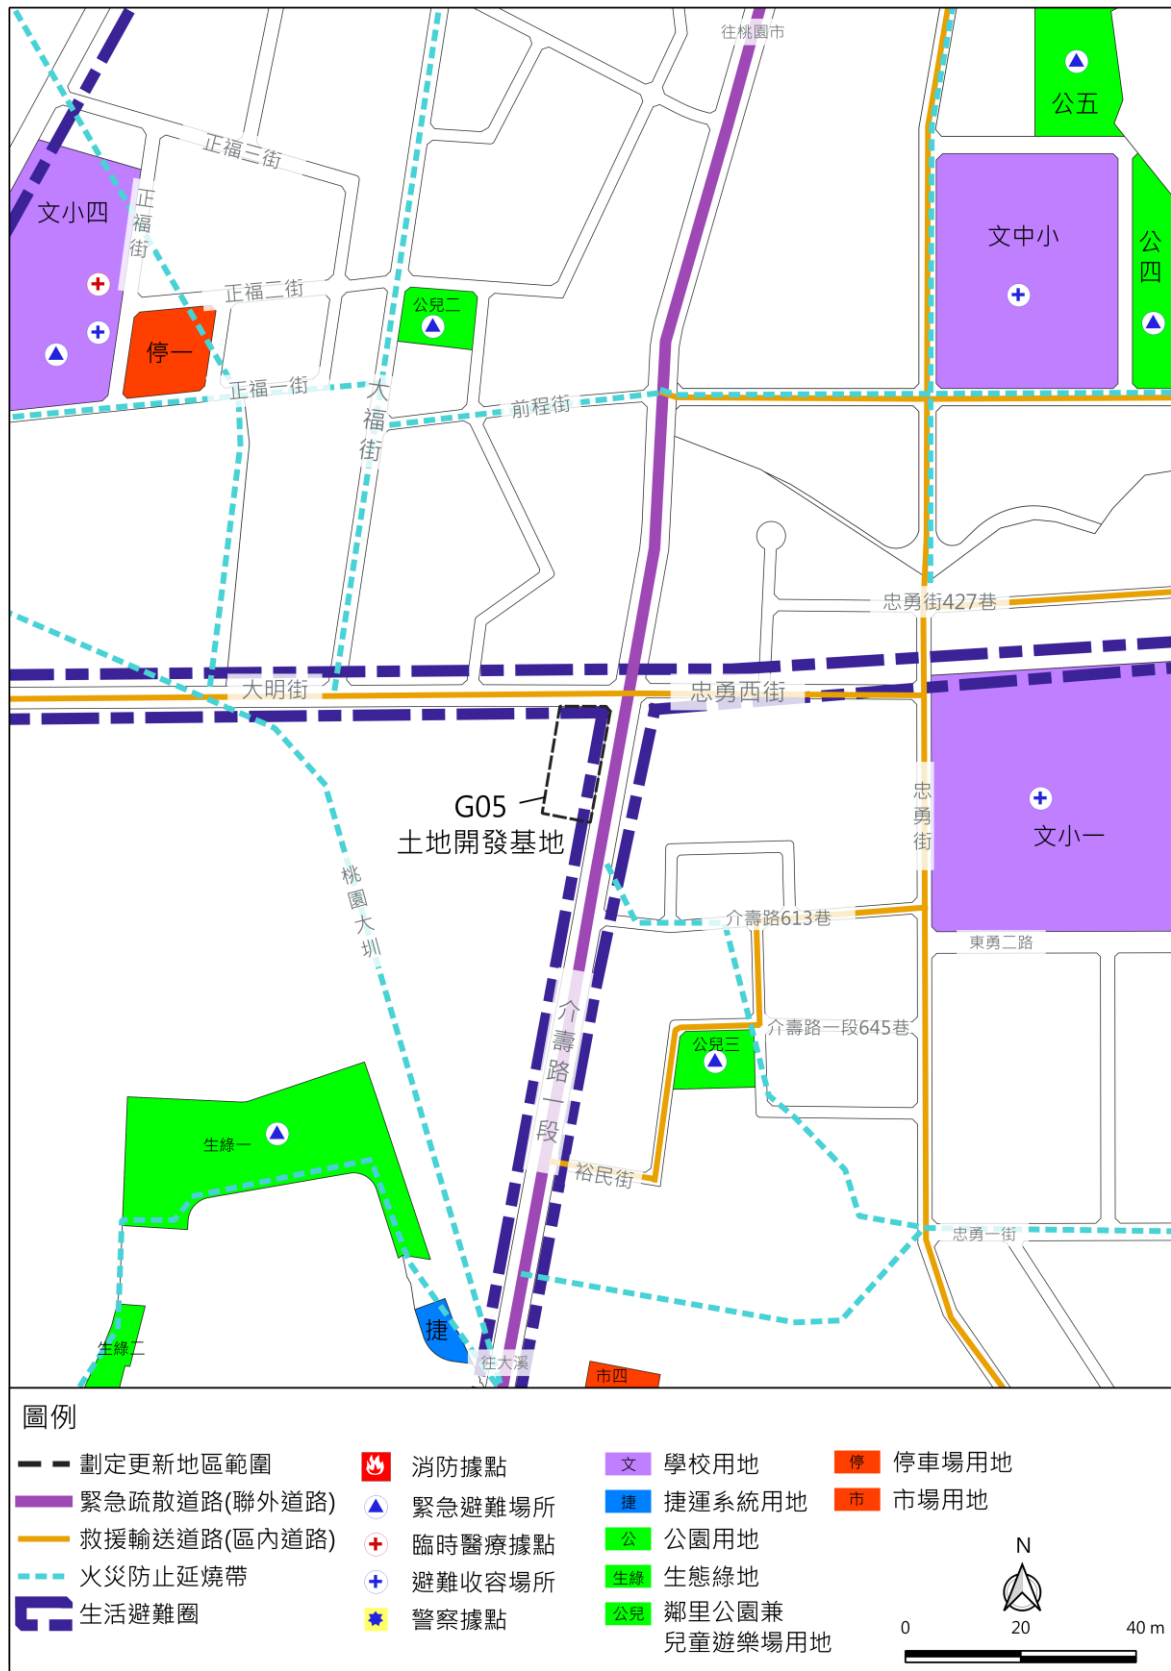 往桃園市
公五
正福三街
文小四
正福街
文中小
公四
正福二街
公兒二
停一
正福一街
大福街
前程街
忠勇街427巷
大明街
忠勇西街
忠勇街
G05
土地開發基地
文小一
桃園大圳
介壽路613巷
東勇二路
介壽路一段
介壽路一段645巷
公兒三
生綠一
裕民街
忠勇一街
捷
生綠二
往大溪
市四
圖例
劃定更新地區範圍
緊急疏散道路(聯外道路)
救援輸送道路(區內道路)
火災防止延燒帶
生活避難圈
消防據點
緊急避難場所
臨時醫療據點
避難收容場所
警察據點
文 學校用地
捷 捷運系統用地
公 公園用地
生綠 生態綠地
公兒 鄰里公園兼
兒童遊樂場用地
停 停車場用地
市 市場用地
N
0 20 40 m